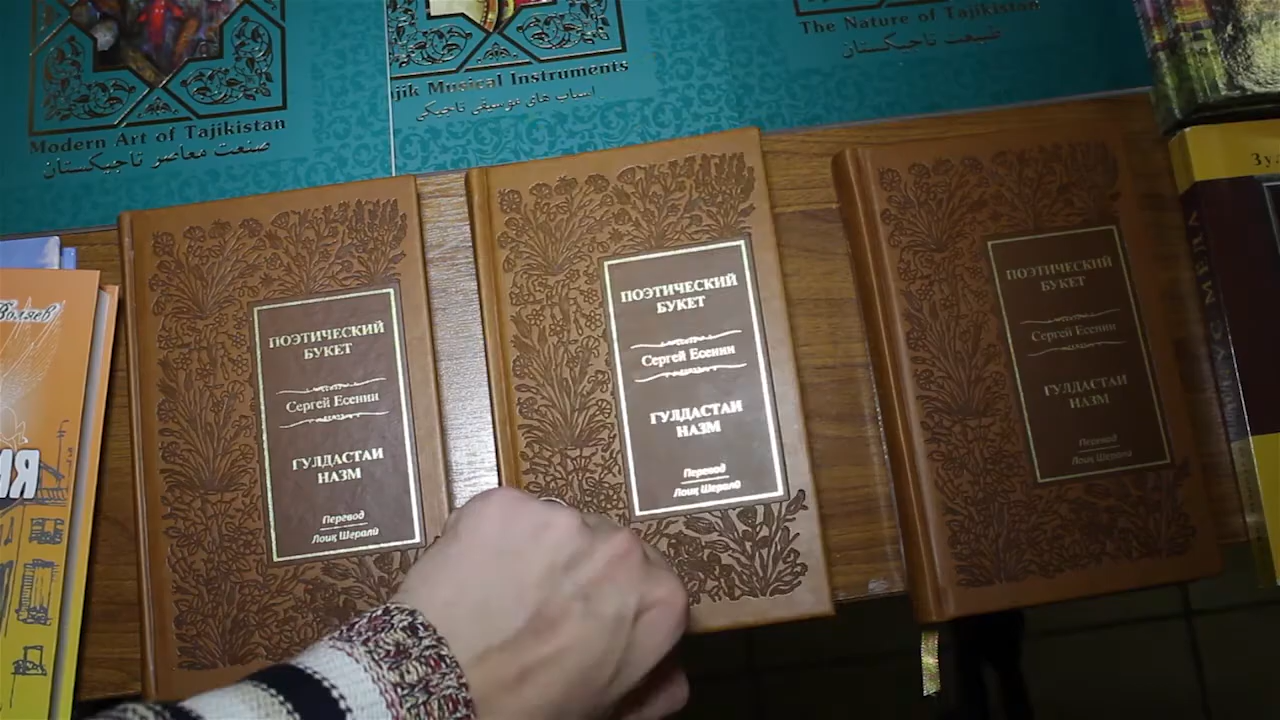 Modern Art of Tajikistan
صنعت معاصر تاجیکستان
jik Musical Instruments
اسباب های موسیقی تاجیکی
The Nature of Tajikistan
طبیعت تاجیکستان
ПОЭТИЧЕСКИЙ
БУКЕТ
Сергей Есенин
ГУЛДАСТАИ
НАЗМ
Перевод
Лоиқ Шералӣ
ПОЭТИЧЕСКИЙ
БУКЕТ
Сергей Есенин
ГУЛДАСТАИ
НАЗМ
Перевод
Лоиқ Шералӣ
ПОЭТИЧЕСКИЙ
БУКЕТ
Сергей Есенин
ГУЛДАСТАИ
НАЗМ
Перевод
Лоиқ Шералӣ